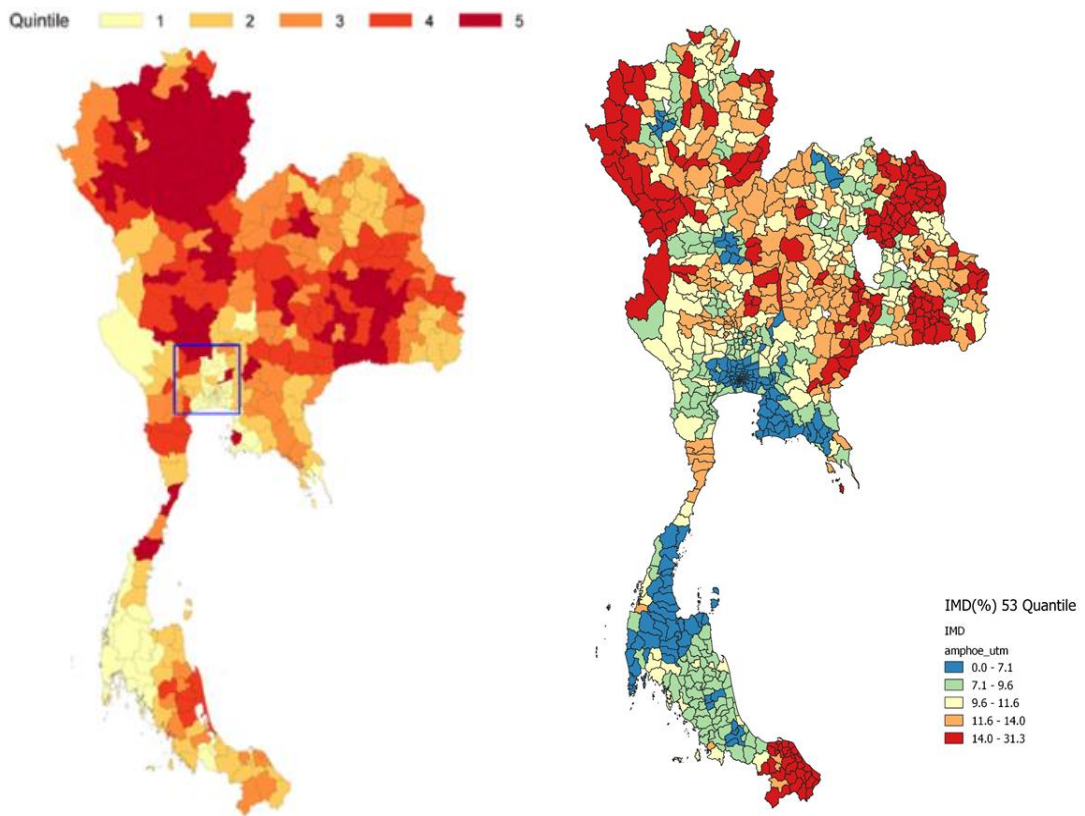 Quintile 1 2 3 4 5
IMD(%) 53 Quantile
IMD
amphoe_utm
0.0 - 7.1
7.1 - 9.6
9.6 - 11.6
11.6 - 14.0
14.0 - 31.3